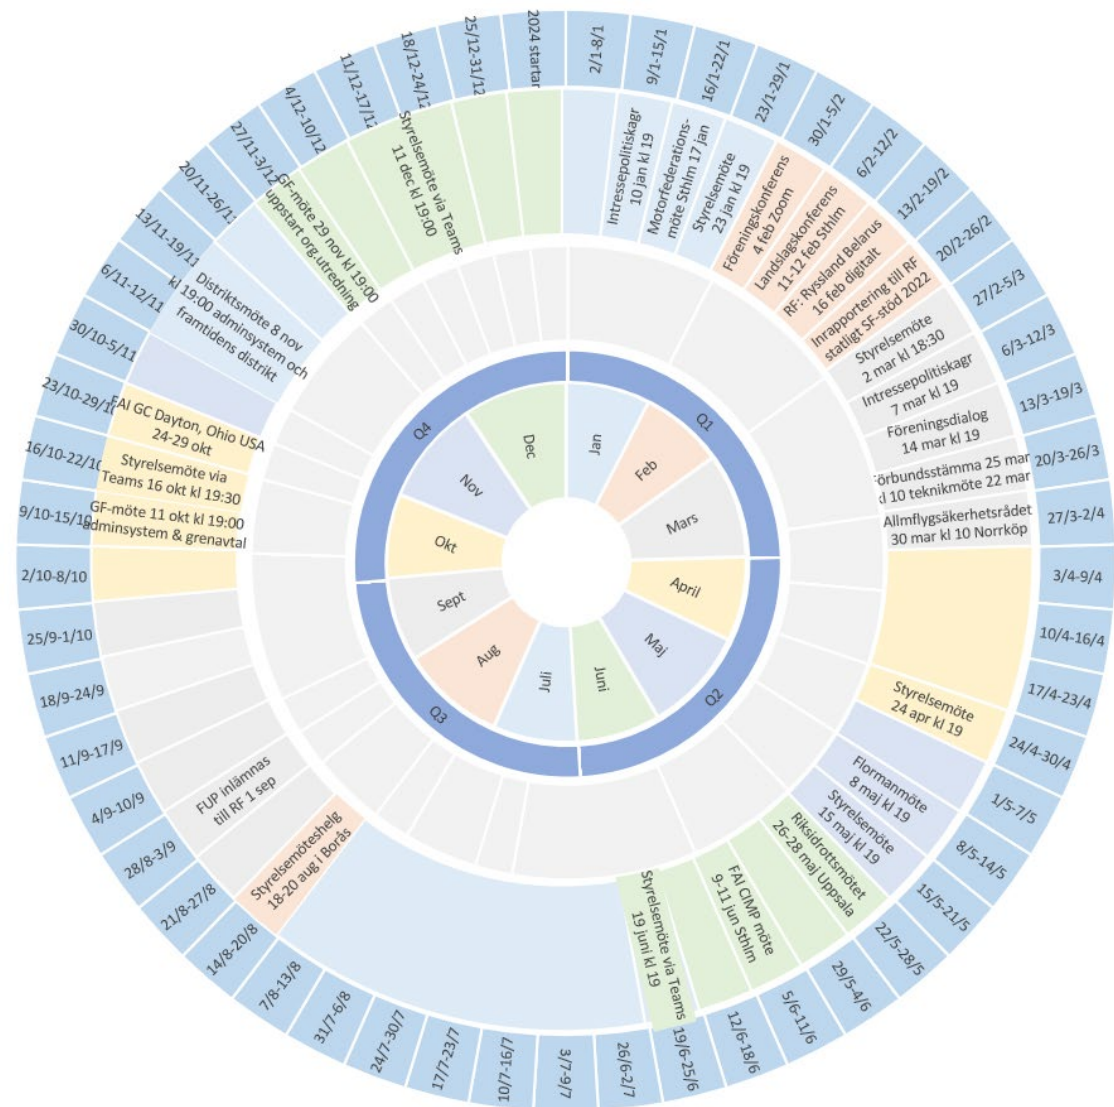 2/1-8/1
9/1-15/1
16/1-22/1
23/1-29/1
30/1-5/2
6/2-12/2
13/2-19/2
20/2-26/2
27/2-5/3
6/3-12/3
13/3-19/3
20/3-26/3
27/3-2/4
3/4-9/4
10/4-16/4
17/4-23/4
24/4-30/4
1/5-7/5
8/5-14/5
15/5-21/5
22/5-28/5
29/5-4/6
5/6-11/6
12/6-18/6
19/6-25/6
26/6-2/7
3/7-9/7
10/7-16/7
17/7-23/7
24/7-30/7
31/7-6/8
7/8-13/8
14/8-20/8
21/8-27/8
28/8-3/9
4/9-10/9
11/9-17/9
18/9-24/9
25/9-1/10
2/10-8/10
9/10-15/10
16/10-22/10
23/10-29/10
30/10-5/11
6/11-12/11
13/11-19/11
20/11-26/1
27/11-3/12
4/12-10/12
11/12-17/12
18/12-24/12
25/12-31/12
2024 startar
Intressepolitiskagr
10 jan kl 19
Motorfederations-
möte Sthlm 17 jan
Styrelsemöte
23 jan kl 19
Föreningskonferens
4 feb Zoom
Landslagskonferens
11-12 feb Sthlm
RF: Ryssland Belarus
16 feb digitalt
Inrapportering till RF
statligt SF-stöd 2022
Styrelsemöte
2 mar kl 18:30
Intressepolitiskagr
7 mar kl 19
Föreningsdialog
14 mar kl 19
Förbundsstämma 25 mar
kl 10 teknikmöte 22 mar
Allmflygsäkerhetsrådet
30 mar kl 10 Norrköp
Styrelsemöte
24 apr kl 19
Flormanmöte
8 maj kl 19
Styrelsemöte
15 maj kl 19
Riksidrottsmötet
26-28 maj Uppsala
FAI CIMP möte
9-11 jun Sthlm
Styrelsemöte via Teams
19 juni kl 19
Styrelsemöteshelg
18-20 aug i Borås
FUP inlämnas
till RF 1 sep
GF-möte 11 okt kl 19:00
adminsystem & grenavtal
Styrelsemöte via
Teams 16 okt kl 19:30
FAI GC Dayton, Ohio USA
24-29 okt
Distriktsmöte 8 nov
kl 19:00 adminsystem och
framtidens distrikt
GF-möte 29 nov kl 19:00
uppstart org utredning
Styrelsemöte via Teams
11 dec kl 19:00
Q1
Q2
Q3
Q4
Jan
Feb
Mars
April
Maj
Juni
Juli
Aug
Sept
Okt
Nov
Dec